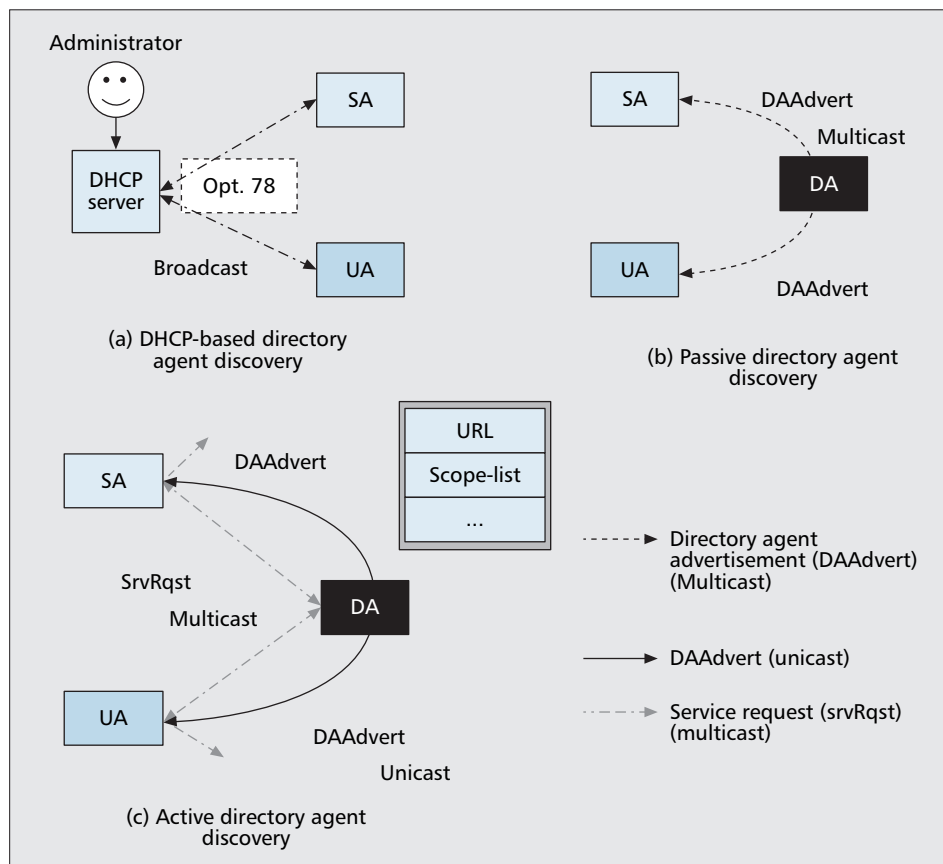 Administrator
SA
DHCP
server
Opt. 78
Broadcast
UA
(a) DHCP-based directory
agent discovery
SA
DAAdvert
Multicast
DA
UA
DAAdvert
(b) Passive directory agent
discovery
URL
Scope-list
...
SA
DAAdvert
SrvRqst
Multicast
DA
UA
DAAdvert
Unicast
(c) Active directory agent
discovery
Directory agent
advertisement (DAAdvert)
(Multicast)
DAAdvert (unicast)
Service request (srvRqst)
(multicast)